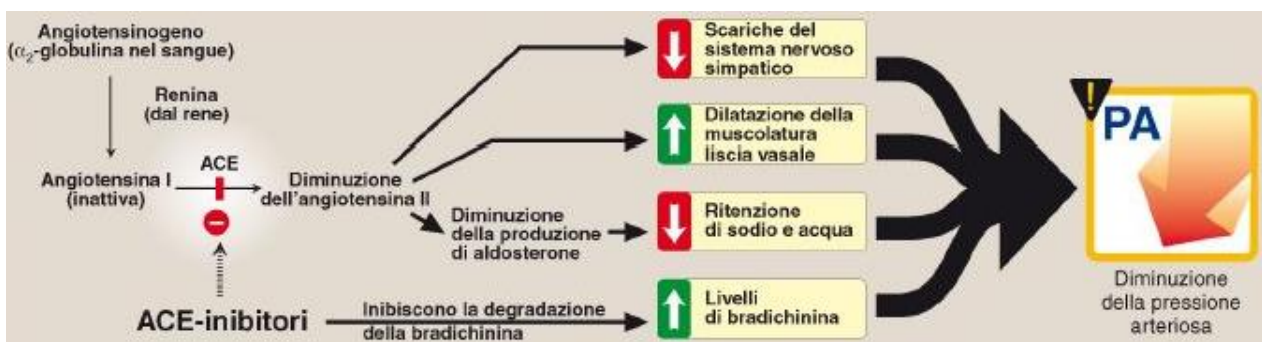 Angiotensinogeno
(α₂-globulina nel sangue)
Renina
(dal rene)
ACE
Angiotensina I
(inattiva)
Diminuzione
dell'angiotensina II
Diminuzione
della produzione
di aldosterone
ACE-inibitori
Inibiscono la degradazione
della bradichinina
Scariche del
sistema nervoso
simpatico
Dilatazione della
muscolatura
liscia vasale
Ritenzione
di sodio e acqua
Livelli
di bradichinina
!
PA
Diminuzione
della pressione
arteriosa